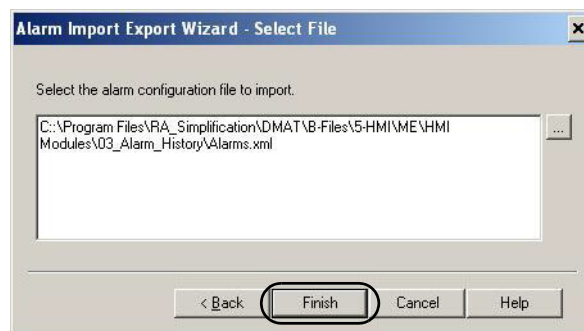 Alarm Import Export Wizard - Select File
Select the alarm configuration file to import.
C::\Program Files\RA_Simplification\DMAT\B-Files\5-HMI\ME\HMI
Modules\03_Alarm_History\Alarms.xml
...
< Back Finish Cancel Help